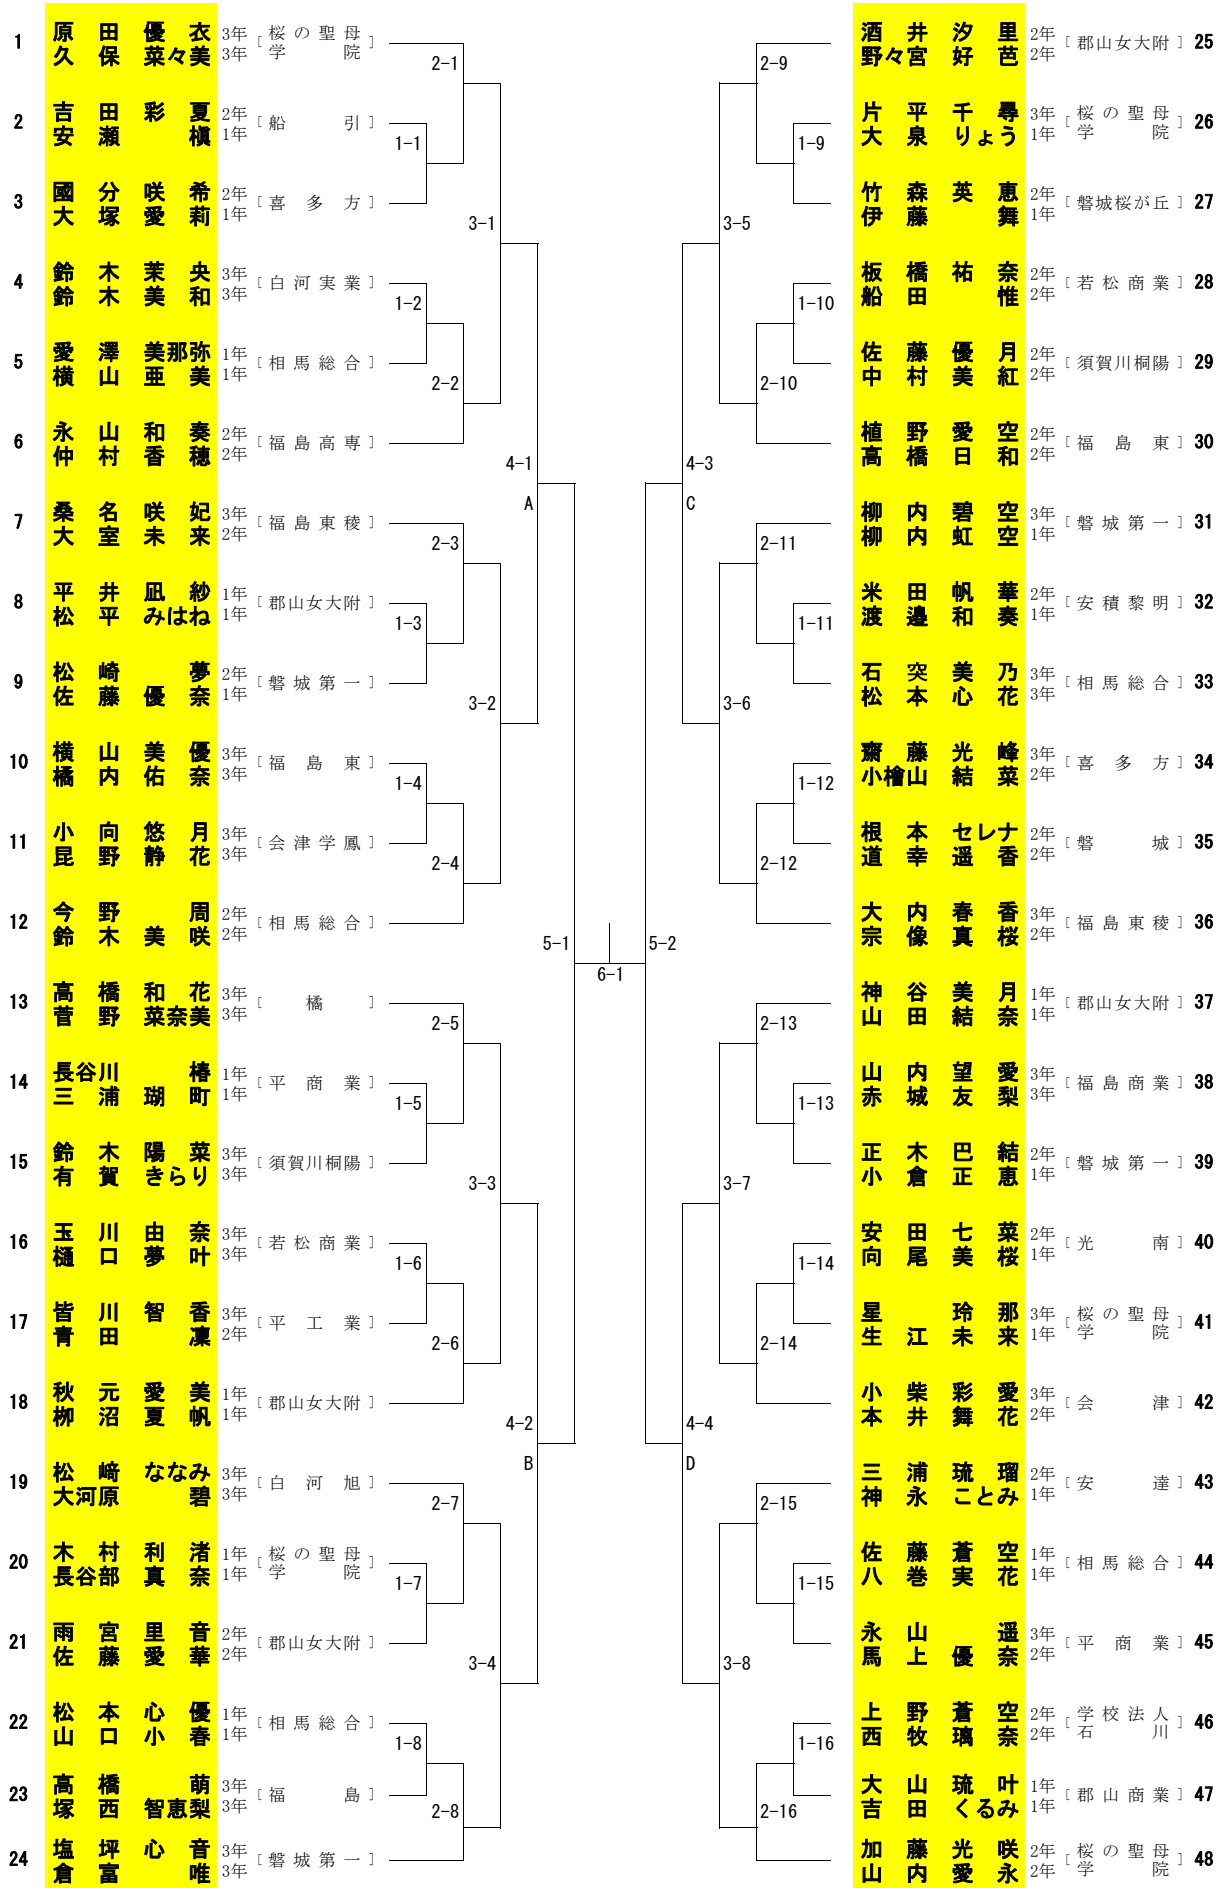 1 原田優衣 3年 [桜の聖母
久保菜々美 3年 学院]
2-1
2 吉田彩夏 2年 [船引]
安瀬槇 1年
1-1
3 國分咲希 2年 [喜多方]
大塚愛莉 1年
3-1
4 鈴木茉央 3年 [白河実業]
鈴木美和 3年
1-2
5 愛澤美那弥 1年 [相馬総合]
横山亜美 1年
2-2
6 永山和奏 2年 [福島高専]
仲村香穂 2年
4-1
A
7 桑名咲妃 3年 [福島東稜]
大室未来 2年
2-3
8 平井凪紗 1年 [郡山女大附]
松平みはね 1年
1-3
9 松崎夢 2年 [磐城第一]
佐藤優奈 1年
3-2
10 横山美優 3年 [福島東]
橘内佑奈 3年
1-4
11 小向悠月 3年 [会津学鳳]
昆野静花 3年
2-4
12 今野周 2年 [相馬総合]
鈴木美咲 2年
5-1
6-1
13 高橋和花 3年 [橘]
菅野菜奈美 3年
2-5
14 長谷川椿 1年 [平商業]
三浦瑚町 1年
1-5
15 鈴木陽菜 3年 [須賀川桐陽]
有賀きらり 3年
3-3
16 玉川由奈 3年 [若松商業]
樋口夢叶 3年
1-6
17 皆川智香 3年 [平工業]
青田凜 2年
2-6
18 秋元愛美 1年 [郡山女大附]
栁沼夏帆 1年
4-2
B
19 松﨑ななみ 3年 [白河旭]
大河原碧 3年
2-7
20 木村利渚 1年 [桜の聖母
長谷部真奈 1年 学院]
1-7
21 雨宮里音 2年 [郡山女大附]
佐藤愛華 2年
3-4
22 松本心優 1年 [相馬総合]
山口小春 1年
1-8
23 高橋萌 3年 [福島]
塚西智恵梨 3年
2-8
24 塩坪心音 3年 [磐城第一]
倉富唯 3年
酒井汐里 2年 [郡山女大附] 25
野々宮好芭 2年
2-9
片平千尋 3年 [桜の聖母 26
大泉りょう 1年 学院]
1-9
竹森英恵 2年 [磐城桜が丘] 27
伊藤舞 1年
3-5
板橋祐奈 2年 [若松商業] 28
船田惟 2年
1-10
佐藤優月 2年 [須賀川桐陽] 29
中村美紅 2年
2-10
植野愛空 2年 [福島東] 30
高橋日和 2年
4-3
C
柳内碧空 3年 [磐城第一] 31
柳内虹空 1年
2-11
米田帆華 2年 [安積黎明] 32
渡邉和奏 1年
1-11
石突美乃 3年 [相馬総合] 33
松本心花 3年
3-6
齋藤光峰 3年 [喜多方] 34
小檜山結菜 2年
1-12
根本セレナ 2年 [磐城] 35
道幸遥香 2年
2-12
大内春香 3年 [福島東稜] 36
宗像真桜 2年
5-2
神谷美月 1年 [郡山女大附] 37
山田結奈 1年
2-13
山内望愛 3年 [福島商業] 38
赤城友梨 3年
1-13
正木巴結 2年 [磐城第一] 39
小倉正恵 1年
3-7
安田七菜 2年 [光南] 40
向尾美桜 1年
1-14
星玲那 3年 [桜の聖母 41
生江未来 1年 学院]
2-14
小柴彩愛 3年 [会津] 42
本井舞花 2年
4-4
D
三浦琉瑠 2年 [安達] 43
神永ことみ 1年
2-15
佐藤蒼空 1年 [相馬総合] 44
八巻実花 1年
1-15
永山遥 3年 [平商業] 45
馬上優奈 2年
3-8
上野蒼空 2年 [学校法人 46
西牧璃奈 2年 石川]
1-16
大山琉叶 1年 [郡山商業] 47
吉田くるみ 1年
2-16
加藤光咲 2年 [桜の聖母 48
山内愛永 2年 学院]